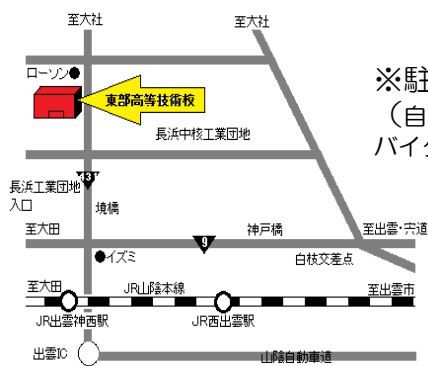 至大社
至大社
ローソン
東部高等技術校
※駐
（自
バイク
長浜中核工業団地
長浜工業団地
入口
431
境橋
至大田
9
神戸橋
至出雲・宍道
イズミ
白枝交差点
至大田
JR山陰本線
至出雲市
JR出雲神西駅
JR西出雲駅
出雲IC
山陰自動車道